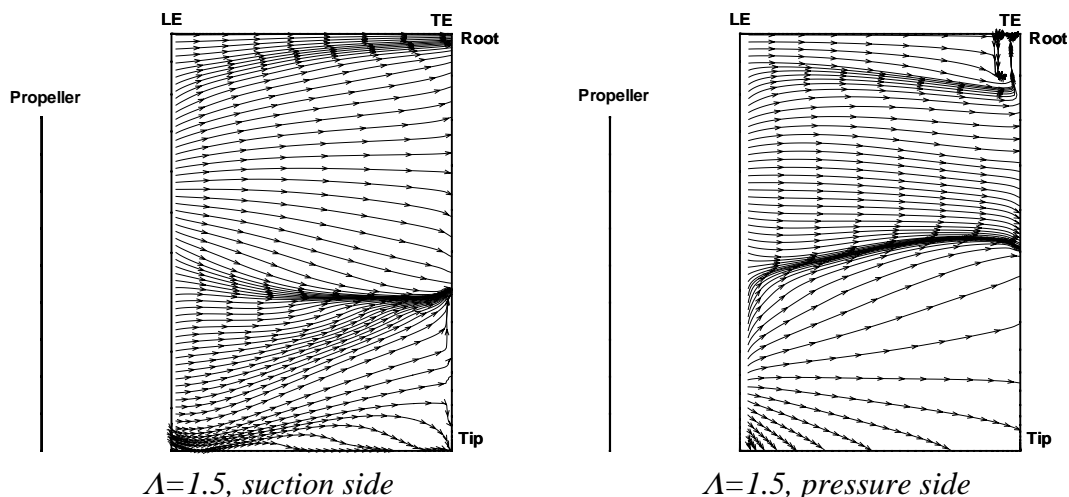 LE TE
Root
Propeller
Tip
Λ=1.5, suction side
LE TE
Root
Propeller
Tip
Λ=1.5, pressure side